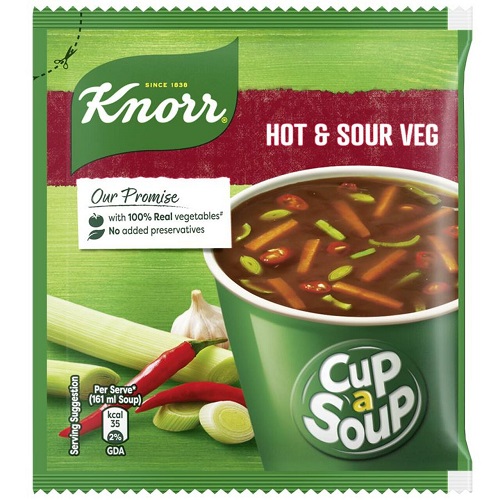 SINCE 1838
Knorr®
HOT & SOUR VEG
Our Promise
with 100% Real vegetables#
No added preservatives
Cup
a
Soup
Serving Suggestion
Per Serve*
(161 ml Soup)
kcal
35
2%
GDA